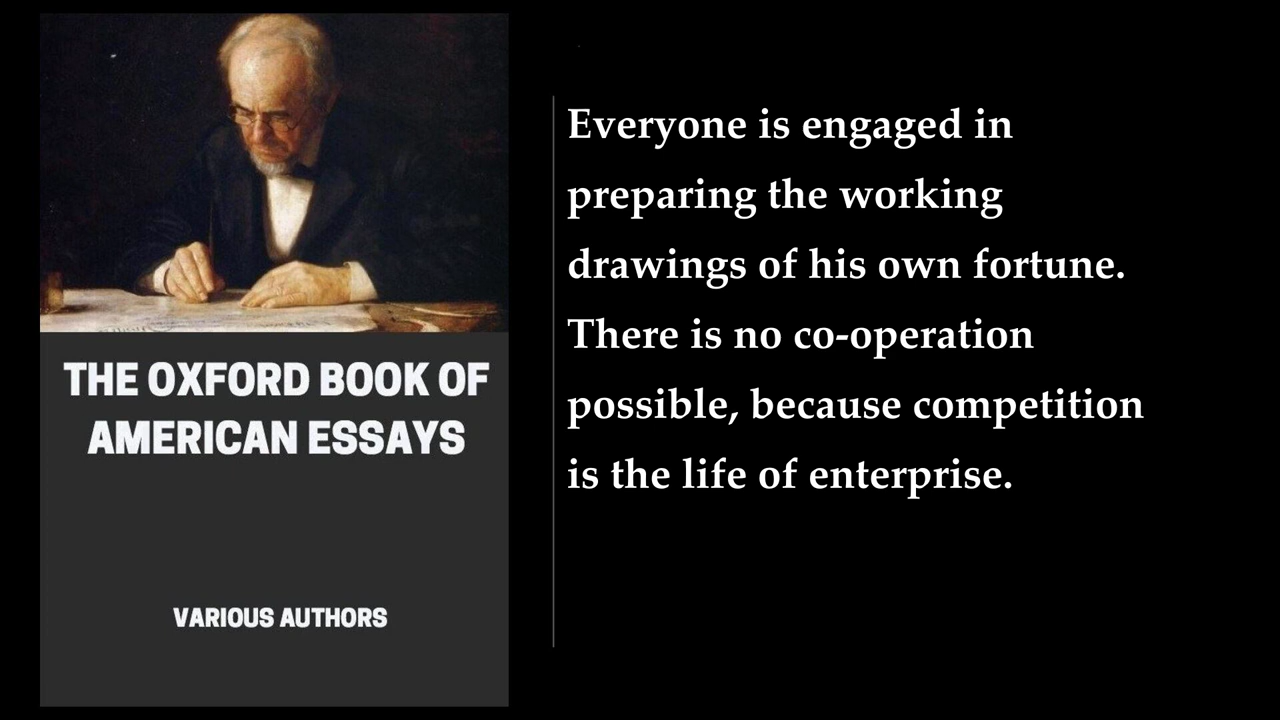 THE OXFORD BOOK OF
AMERICAN ESSAYS
VARIOUS AUTHORS
Everyone is engaged in
preparing the working
drawings of his own fortune.
There is no co-operation
possible, because competition
is the life of enterprise.